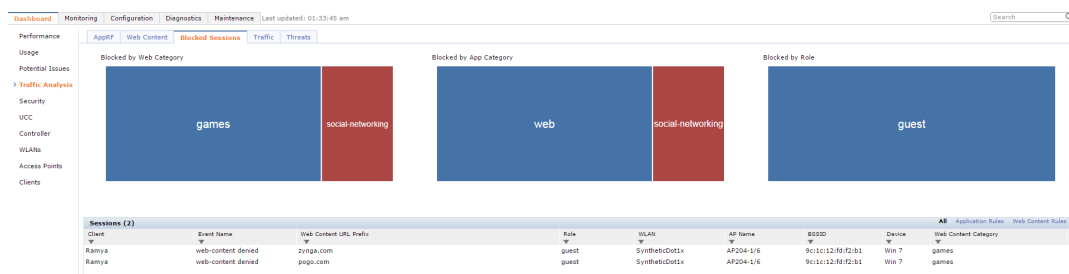 Dashboard Monitoring Configuration Diagnostics Maintenance Last updated: 01:33:45 am Search
Performance
Usage
Potential Issues
> Traffic Analysis
Security
UCC
Controller
WLANs
Access Points
Clients
AppRF Web Content Blocked Sessions Traffic Threats
Blocked by Web Category Blocked by App Category Blocked by Role
games social-networking web social-networking guest
Sessions (2) All Application Rules Web Content Rules
Client Event Name Web Content URL Prefix Role WLAN AP Name BSSID Device Web Content Category
Ramya web-content denied zynga.com guest SyntheticDot1x AP204-1/6 9c:1c:12:fd:f2:b1 Win 7 games
Ramya web-content denied pogo.com guest SyntheticDot1x AP204-1/6 9c:1c:12:fd:f2:b1 Win 7 games